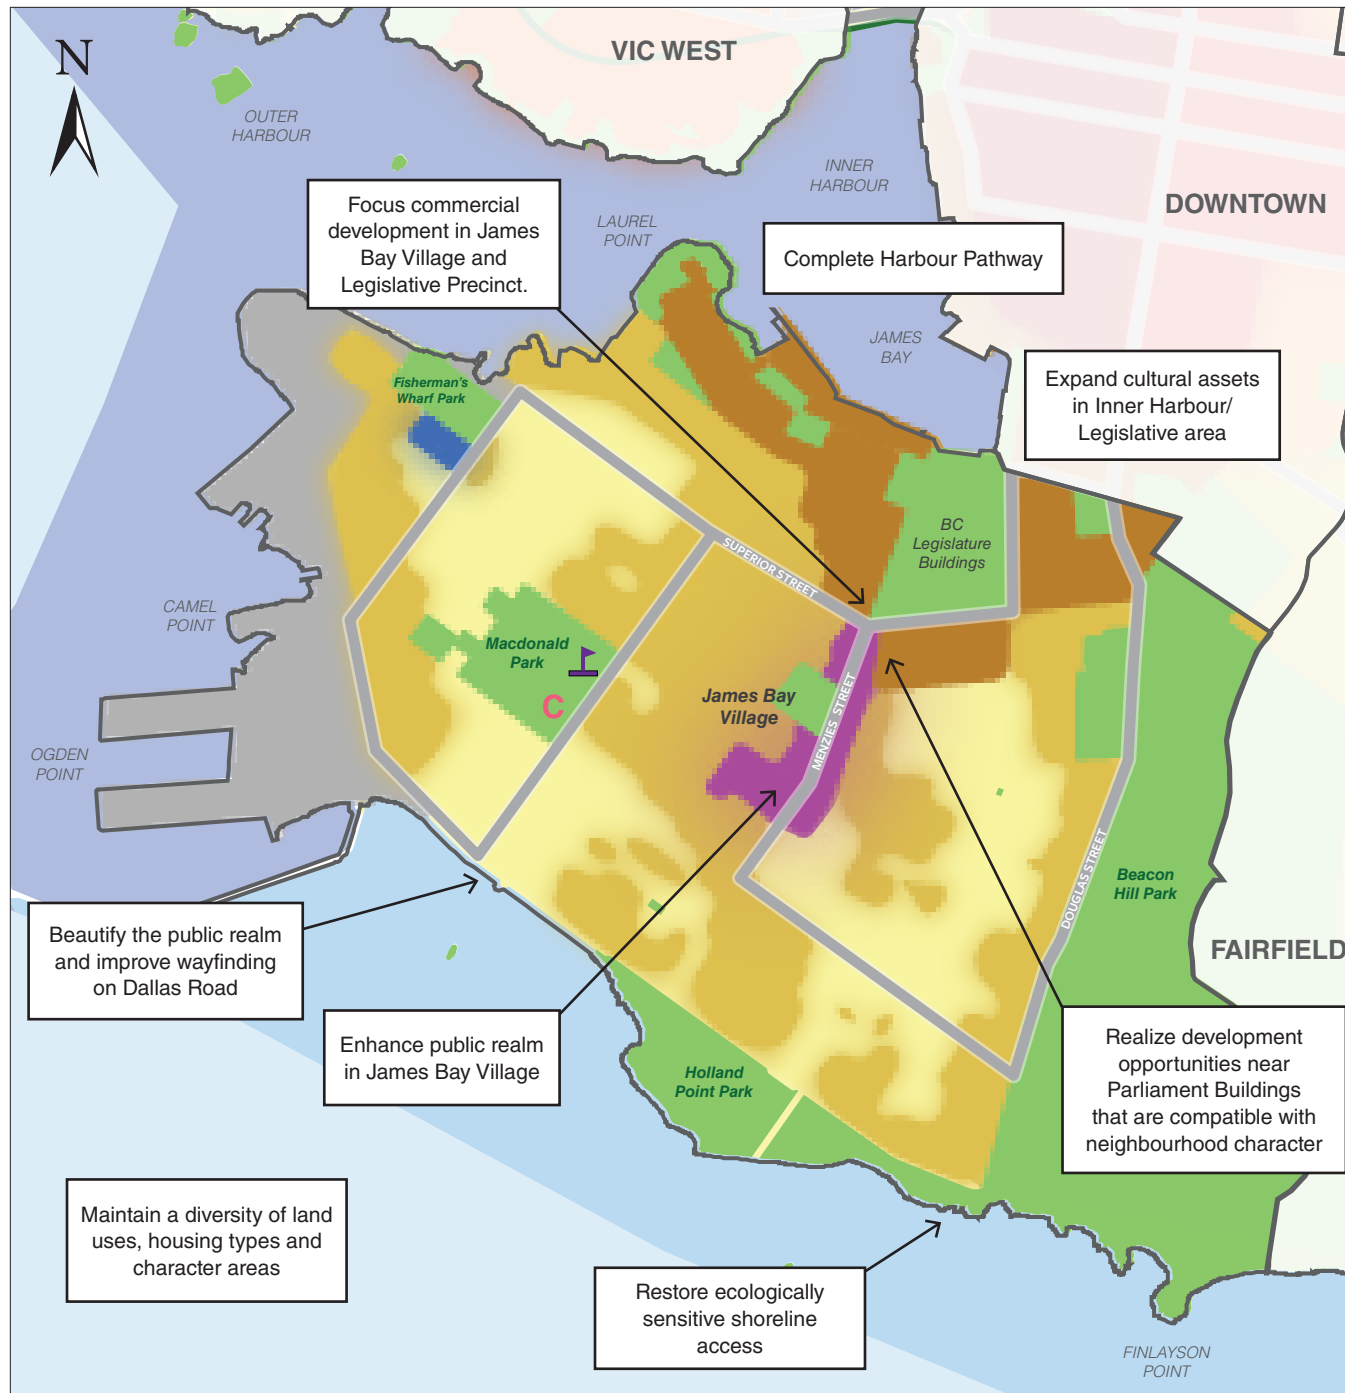 VIC WEST
N
OUTER
HARBOUR
INNER
HARBOUR
Focus commercial
development in James
Bay Village and
Legislative Precinct.
LAUREL
POINT
DOWNTOWN
Complete Harbour Pathway
JAMES
BAY
Expand cultural assets
in Inner Harbour/
Legislative area
Fisherman's
Wharf Park
BC
Legislature
Buildings
SUPERIOR STREET
CAMEL
POINT
Macdonald
Park
C
James Bay
Village
MENZIES STREET
OGDEN
POINT
DOUGLAS STREET
Beacon
Hill Park
FAIRFIELD
Beautify the public realm
and improve wayfinding
on Dallas Road
Enhance public realm
in James Bay Village
Holland
Point Park
Realize development
opportunities near
Parliament Buildings
that are compatible with
neighbourhood character
Maintain a diversity of land
uses, housing types and
character areas
Restore ecologically
sensitive shoreline
access
FINLAYSON
POINT